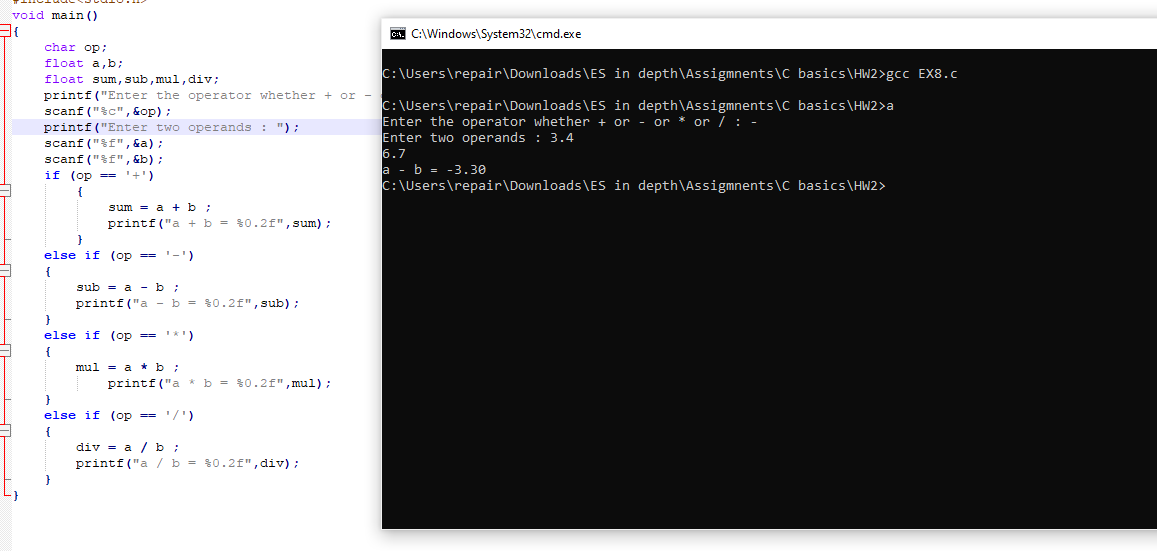 #include<stdio.h>
void main()
{
char op;
float a,b;
float sum,sub,mul,div;
printf("Enter the operator whether + or -
scanf("%c",&op);
printf("Enter two operands : ");
scanf("%f",&a);
scanf("%f",&b);
if (op == '+')
{
sum = a + b ;
printf("a + b = %0.2f",sum);
}
else if (op == '-')
{
sub = a - b ;
printf("a - b = %0.2f",sub);
}
else if (op == '*')
{
mul = a * b ;
printf("a * b = %0.2f",mul);
}
else if (op == '/')
{
div = a / b ;
printf("a / b = %0.2f",div);
}
}
C:\Windows\System32\cmd.exe
C:\Users\repair\Downloads\ES in depth\Assigmnents\C basics\HW2>gcc EX8.c
C:\Users\repair\Downloads\ES in depth\Assigmnents\C basics\HW2>a
Enter the operator whether + or - or * or / : -
Enter two operands : 3.4
6.7
a - b = -3.30
C:\Users\repair\Downloads\ES in depth\Assigmnents\C basics\HW2>